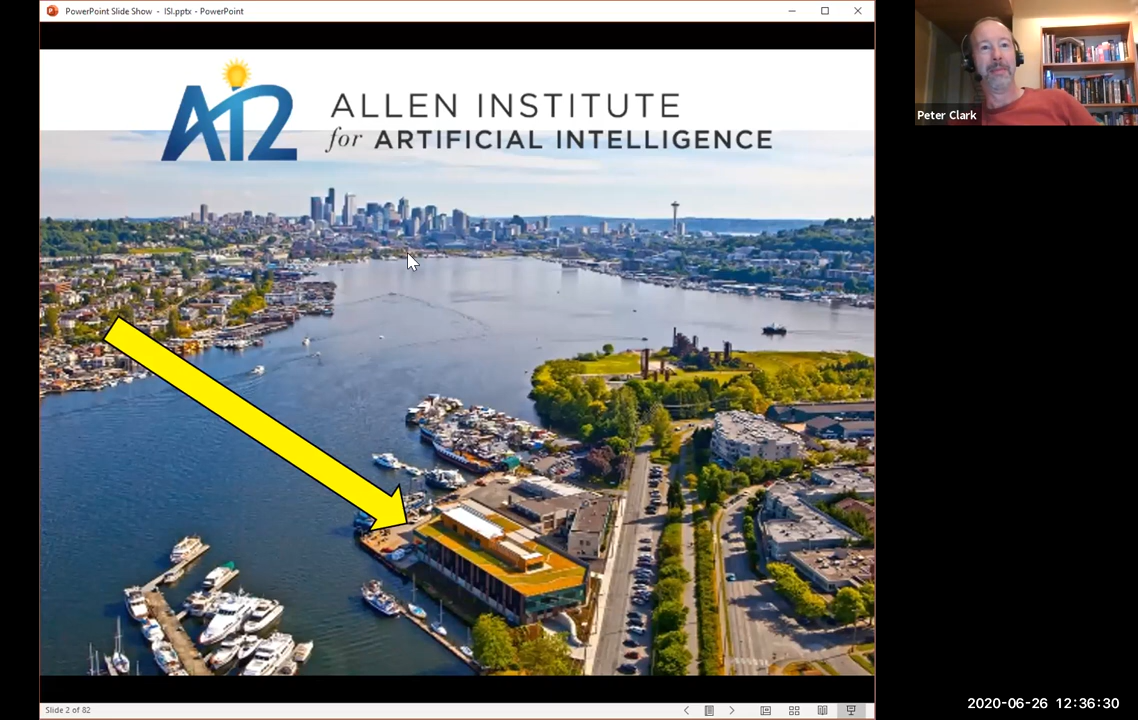 PowerPoint Slide Show - ISI.pptx - PowerPoint
AI2
ALLEN INSTITUTE
for ARTIFICIAL INTELLIGENCE
Peter Clark
Slide 2 of 82
2020-06-26 12:36:30